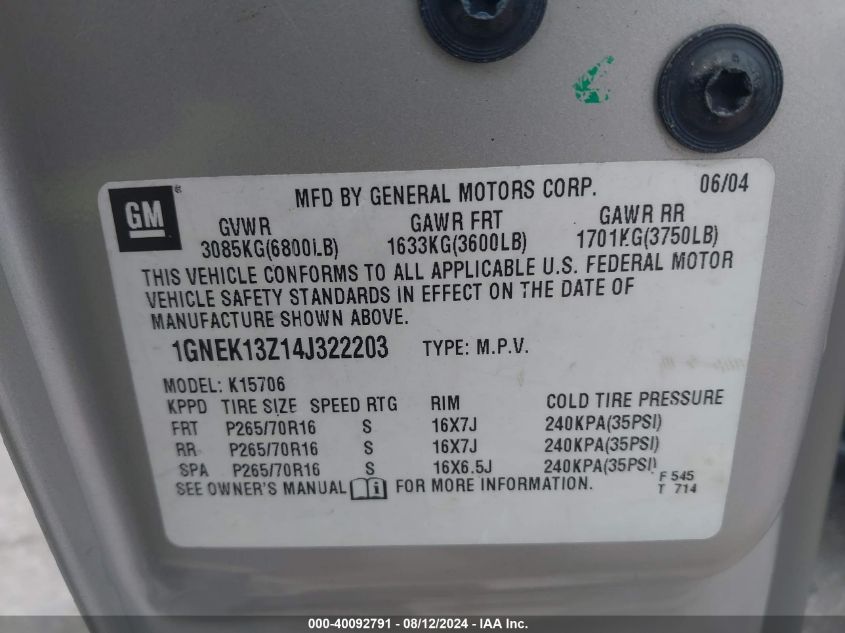 GM
®
MFD BY GENERAL MOTORS CORP. 06/04
GVWR GAWR FRT GAWR RR
3085KG(6800LB) 1633KG(3600LB) 1701KG(3750LB)
THIS VEHICLE CONFORMS TO ALL APPLICABLE U.S. FEDERAL MOTOR
VEHICLE SAFETY STANDARDS IN EFFECT ON THE DATE OF
MANUFACTURE SHOWN ABOVE.
1GNEK13Z14J322203 TYPE: M.P.V.
MODEL: K15706
KPPD TIRE SIZE SPEED RTG RIM COLD TIRE PRESSURE
FRT P265/70R16 S 16X7J 240KPA(35PSI)
RR P265/70R16 S 16X7J 240KPA(35PSI)
SPA P265/70R16 S 16X6.5J 240KPA(35PSI)
SEE OWNER'S MANUAL i FOR MORE INFORMATION. F 545
T 714
000-40092791 - 08/12/2024 - IAA Inc.